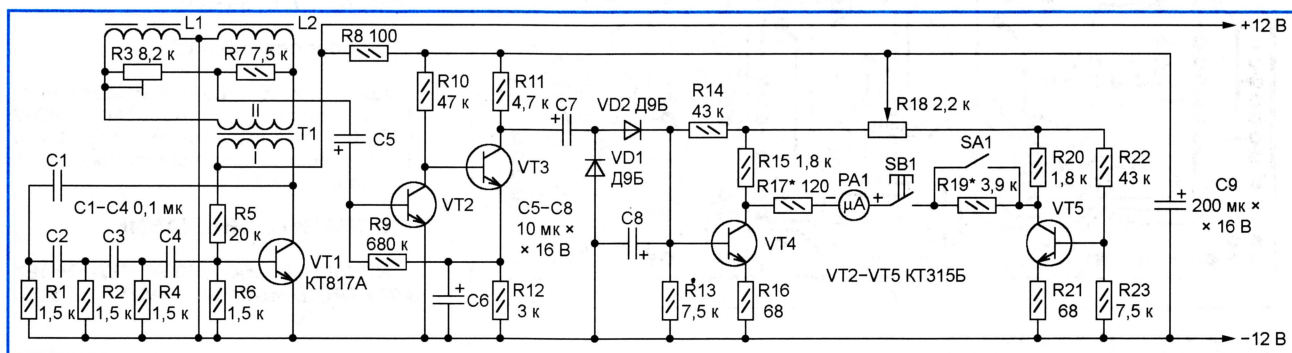 L1
L2
+12 В
R3 8,2 к
R7 7,5 к
R8 100
II
T1
I
R10
47 к
R11
4,7 к
C7
+
VD2 Д9Б
R14
43 к
R18 2,2 к
C5
+
VT3
VD1
Д9Б
R15 1,8 к
SA1
R20
1,8 к
R22
43 к
C1
C1–C4 0,1 мк
VT2
R17* 120
–
PA1
µA
+
SB1
R19* 3,9 к
C9
+
200 мк ×
× 16 В
R5
20 к
R9
680 к
C5–C8
10 мк ×
× 16 В
C8
+
VT4
VT5
C2
C3
C4
VT1
КТ817А
VT2–VT5 КТ315Б
R1
1,5 к
R2
1,5 к
R4
1,5 к
R6
1,5 к
+
C6
R12
3 к
R13
7,5 к
R16
68
R21
68
R23
7,5 к
–12 В